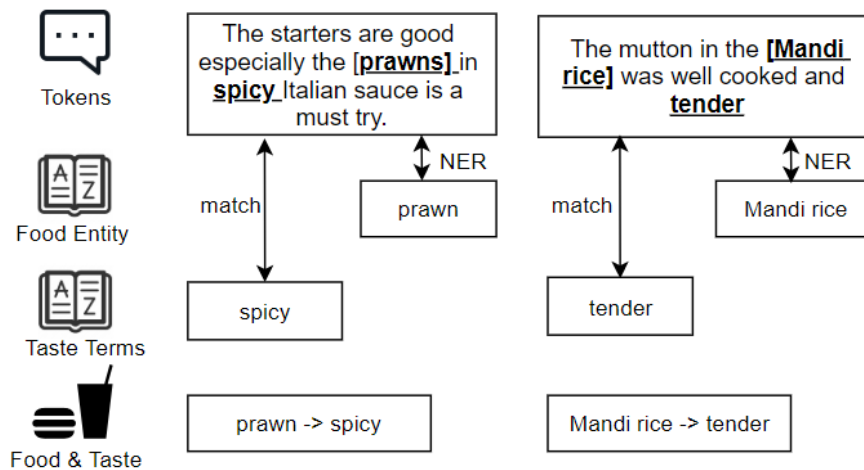 Tokens
The starters are good
especially the [prawns] in
spicy Italian sauce is a
must try.
The mutton in the [Mandi
rice] was well cooked and
tender
Food Entity
match
NER
prawn
match
NER
Mandi rice
Taste Terms
spicy
tender
Food & Taste
prawn -> spicy
Mandi rice -> tender
A
Z
A
Z